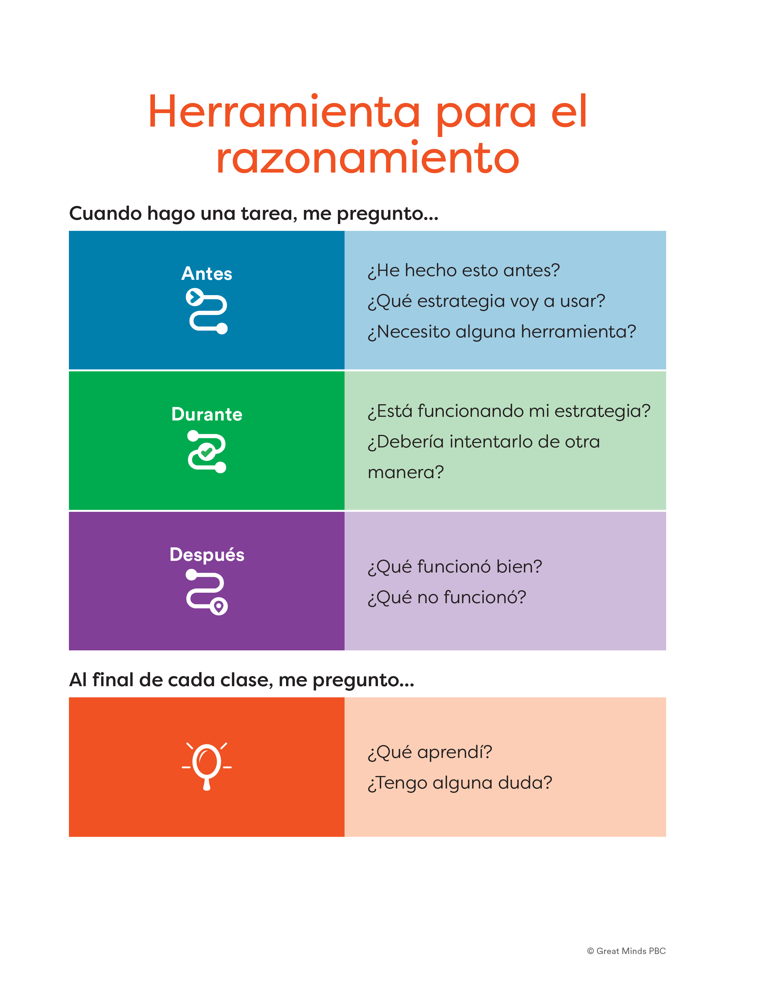 Herramienta para el
razonamiento
Cuando hago una tarea, me pregunto...
Antes
¿He hecho esto antes?
¿Qué estrategia voy a usar?
¿Necesito alguna herramienta?
Durante
¿Está funcionando mi estrategia?
¿Debería intentarlo de otra
manera?
Después
¿Qué funcionó bien?
¿Qué no funcionó?
Al final de cada clase, me pregunto...
¿Qué aprendí?
¿Tengo alguna duda?
© Great Minds PBC